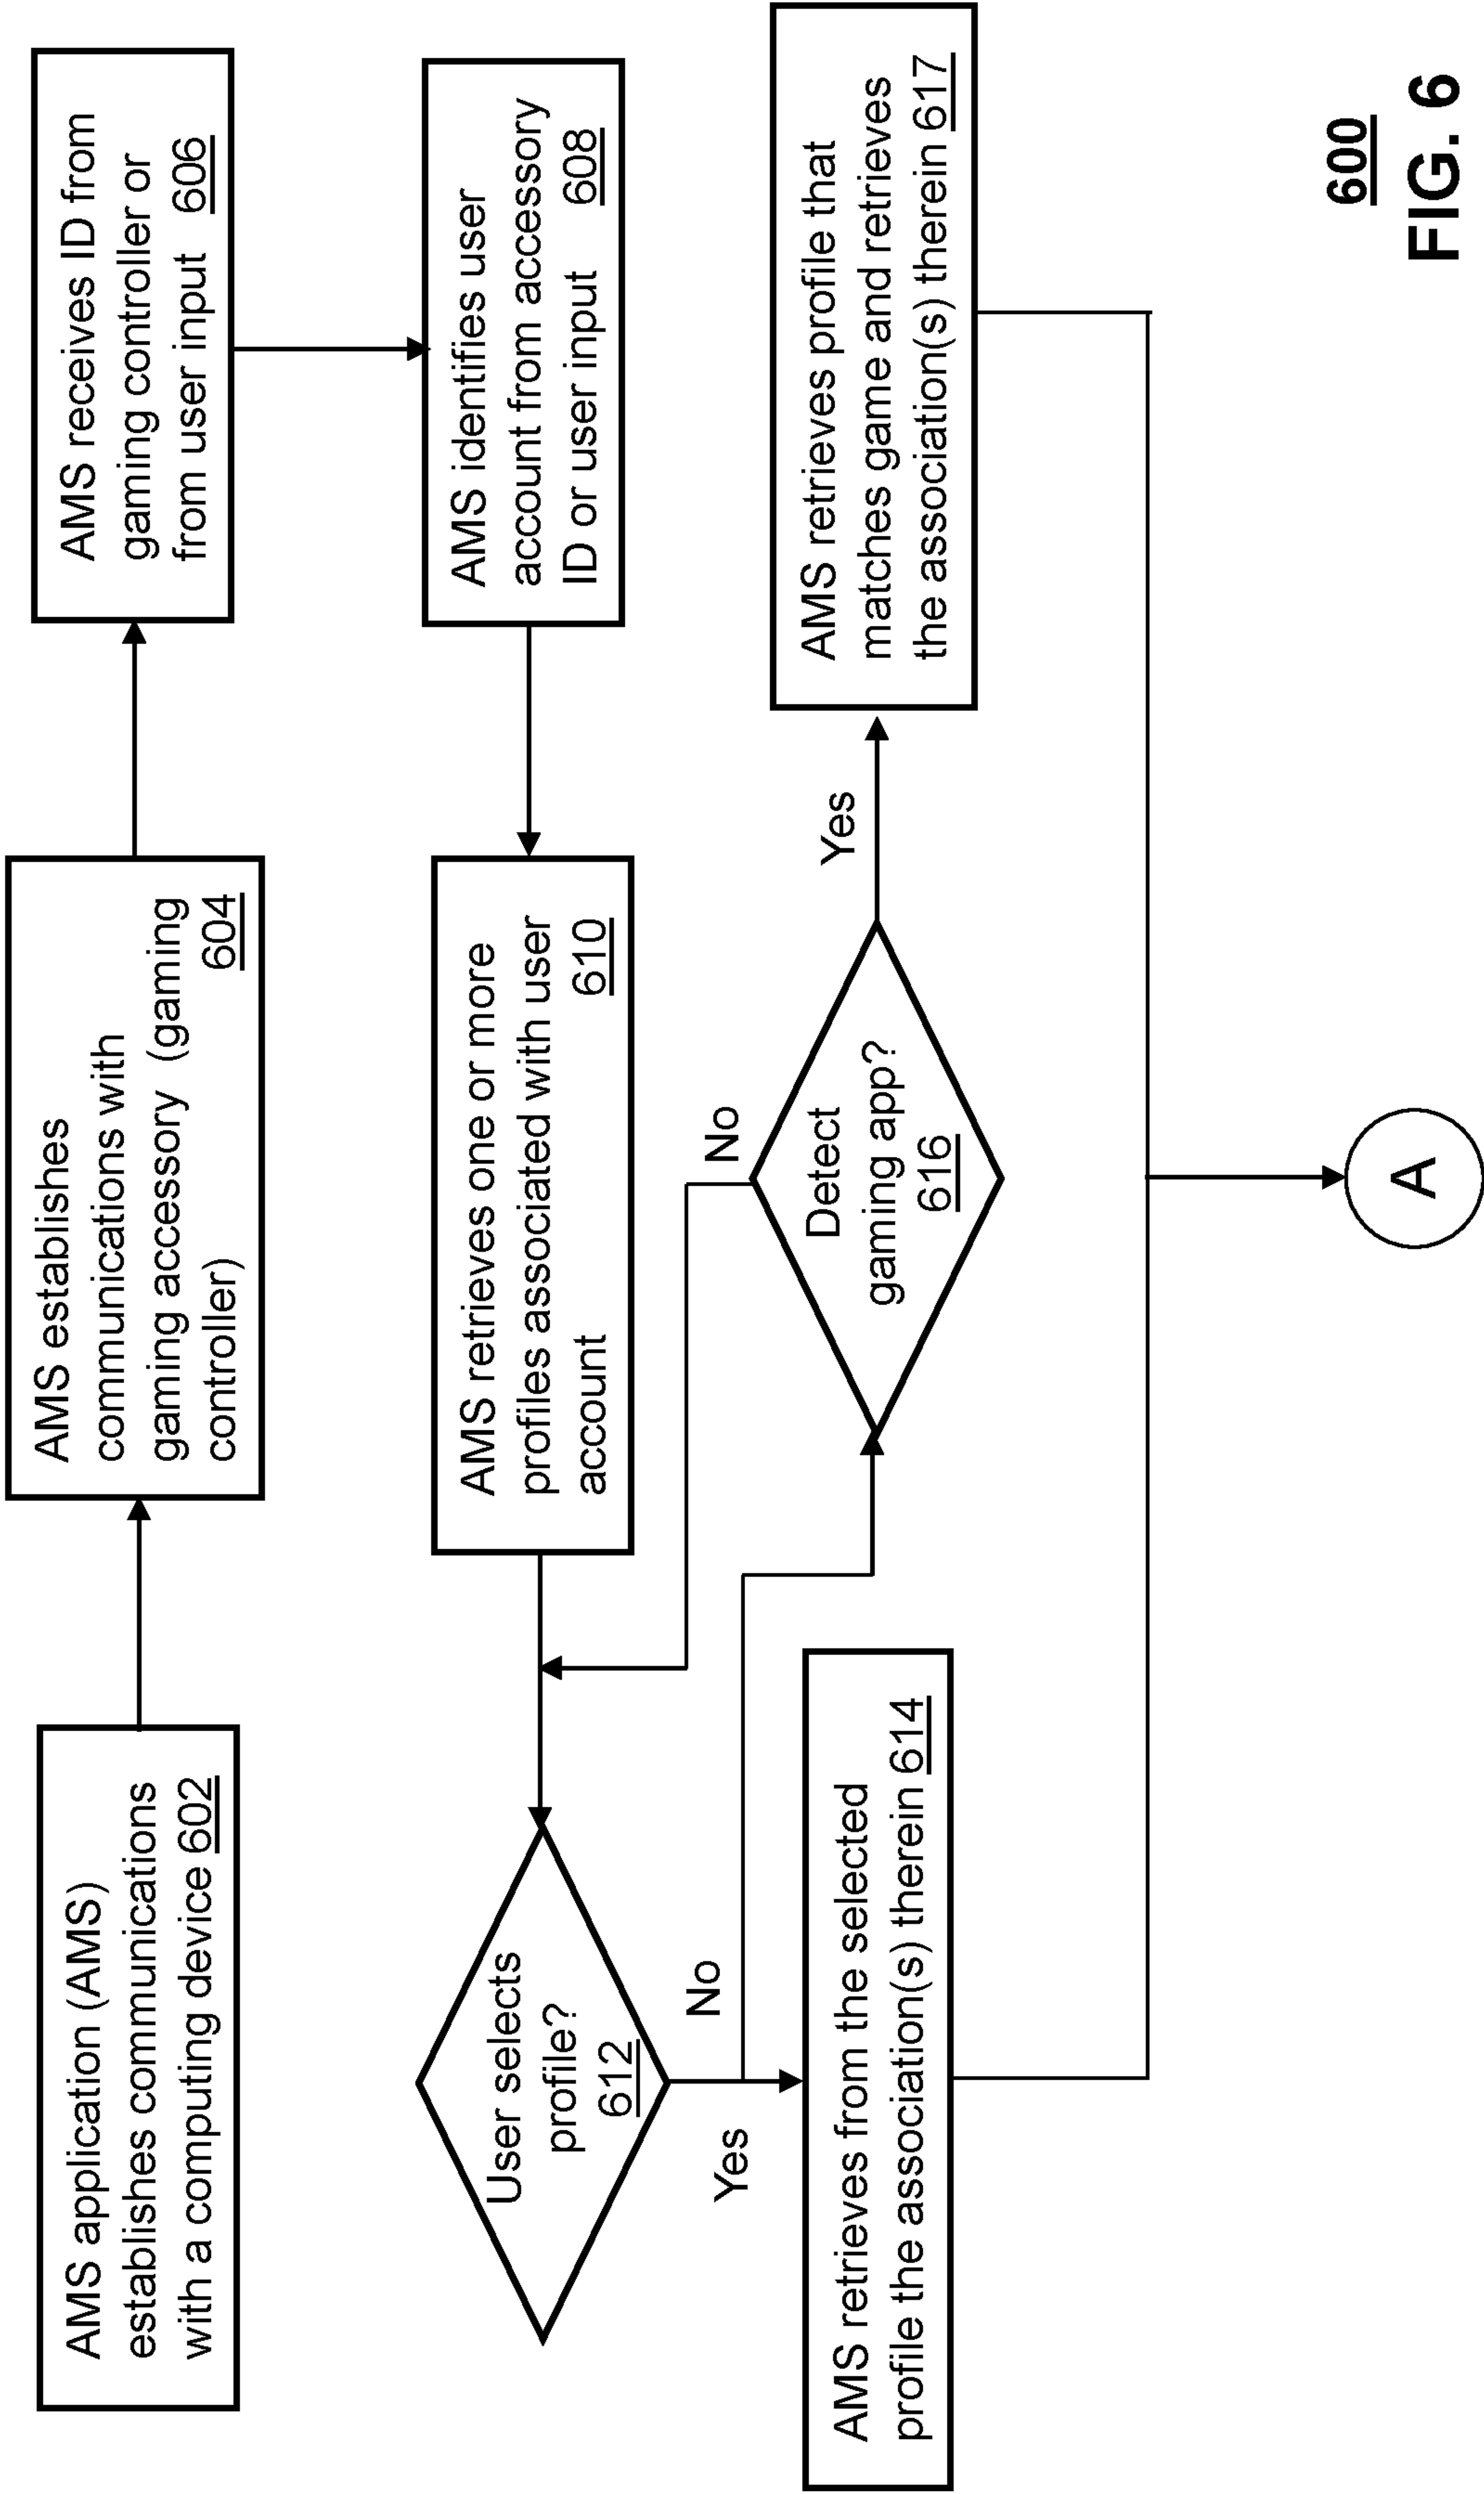 AMS application (AMS)
establishes communications
with a computing device 602
AMS establishes
communications with
gaming accessory (gaming
controller) 604
AMS receives ID from
gaming controller or
from user input 606
AMS identifies user
account from accessory
ID or user input 608
AMS retrieves one or more
profiles associated with user
account 610
User selects
profile?
612
No
Yes
AMS retrieves from the selected
profile the association(s) therein 614
No
Detect
gaming app?
616
Yes
AMS retrieves profile that
matches game and retrieves
the association(s) therein 617
A
600
FIG. 6